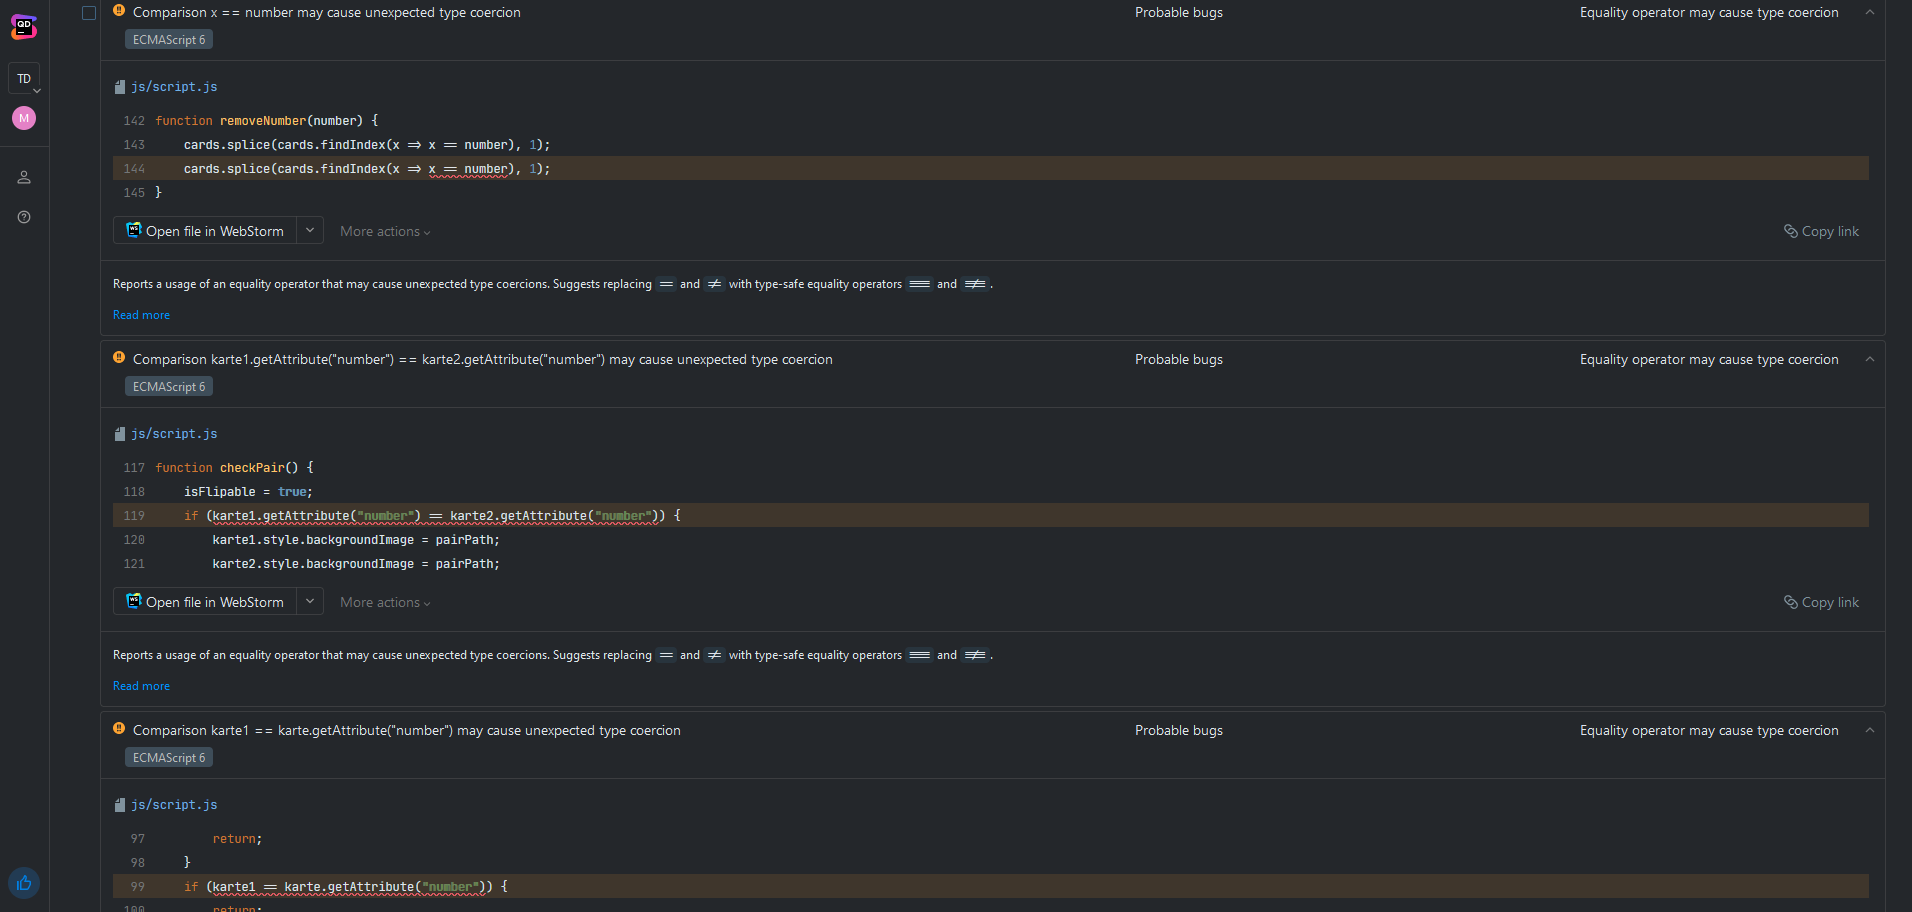 QD
TD
M
Comparison x == number may cause unexpected type coercion Probable bugs Equality operator may cause type coercion
ECMAScript 6
js/script.js
142 function removeNumber(number) {
143 cards.splice(cards.findIndex(x => x == number), 1);
144 cards.splice(cards.findIndex(x => x == number), 1);
145 }
WS Open file in WebStorm More actions Copy link
Reports a usage of an equality operator that may cause unexpected type coercions. Suggests replacing == and != with type-safe equality operators === and !== .
Read more
Comparison karte1.getAttribute("number") == karte2.getAttribute("number") may cause unexpected type coercion Probable bugs Equality operator may cause type coercion
ECMAScript 6
js/script.js
117 function checkPair() {
118 isFlipable = true;
119 if (karte1.getAttribute("number") == karte2.getAttribute("number")) {
120 karte1.style.backgroundImage = pairPath;
121 karte2.style.backgroundImage = pairPath;
WS Open file in WebStorm More actions Copy link
Reports a usage of an equality operator that may cause unexpected type coercions. Suggests replacing == and != with type-safe equality operators === and !== .
Read more
Comparison karte1 == karte.getAttribute("number") may cause unexpected type coercion Probable bugs Equality operator may cause type coercion
ECMAScript 6
js/script.js
97 return;
98 }
99 if (karte1 == karte.getAttribute("number")) {
100 return;